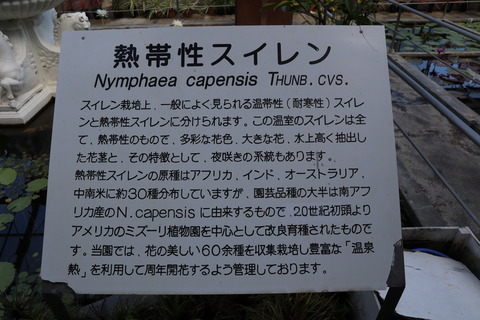 熱帯性スイレン
Nymphaea capensis THUNB. CVS.
スイレン栽培上、一般によく見られる温帯性(耐寒性)スイレ
ンと熱帯性スイレンに分けられます。この温室のスイレンは全
て、熱帯性のもので、多彩な花色、大きな花、水上高く抽出し
た花茎と、その特徴として、夜咲きの系統もあります。
熱帯性スイレンの原種はアフリカ、インド、オーストラリア、
中南米に約30種分布していますが、園芸品種の大半は南アフ
リカ産のN.capensisに由来するもので、20世紀初頭より
アメリカのミズーリ植物園を中心として改良育種されたもので
す。当園では、花の美しい60余種を収集栽培し豊富な「温泉
熱」を利用して周年開花するよう管理しております。